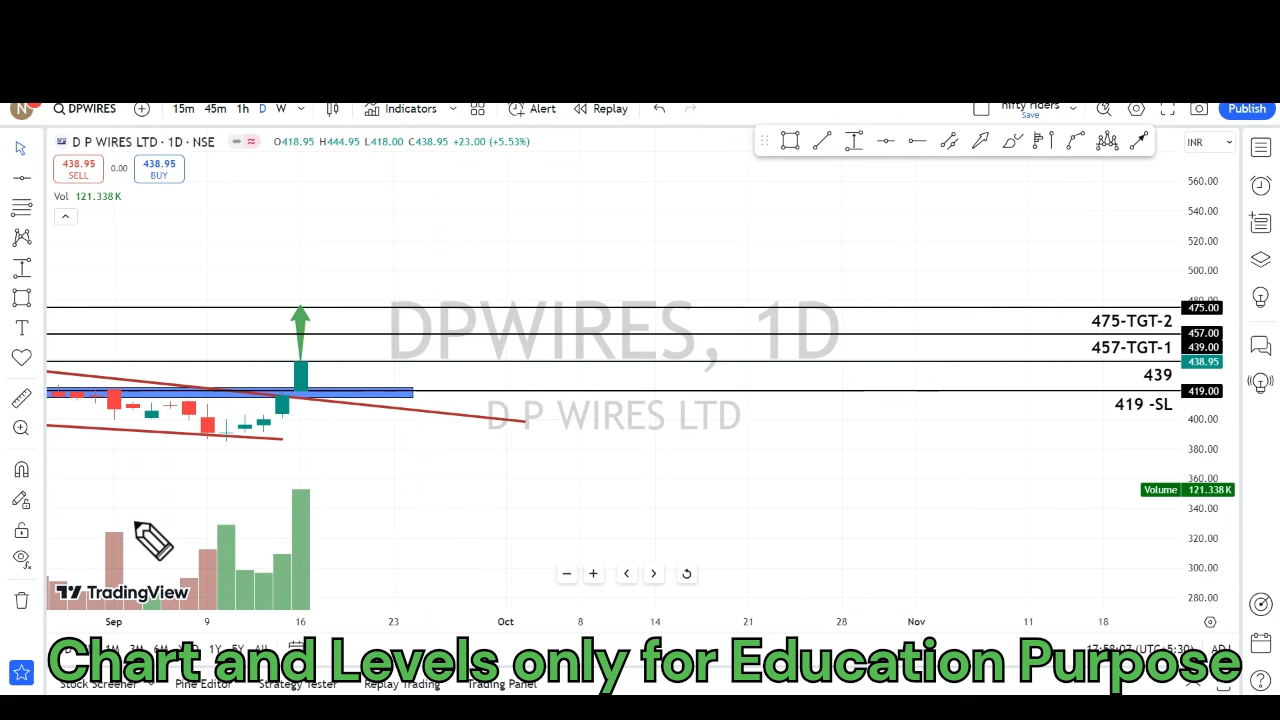 N DPWIRES 15m 45m 1h D W Indicators Alert Replay nifty riders Save Publish
D P WIRES LTD · 1D · NSE O418.95 H444.95 L418.00 C438.95 +23.00 (+5.53%) INR
438.95 SELL 0.00 438.95 BUY
Vol 121.338K
560.00
540.00
520.00
500.00
DPWIRES, 1D
D P WIRES LTD
475.00
475-TGT-2
457.00
457-TGT-1 439.00
438.95
439
419.00
419 -SL
400.00
380.00
360.00
Volume 121.338K
340.00
320.00
300.00
TradingView
280.00
Sep 9 16 23 Oct 8 14 21 28 Nov 11 18
Chart and Levels only for Education Purpose
Stock Screener Pine Editor Strategy Tester Replay Trading Trading Panel